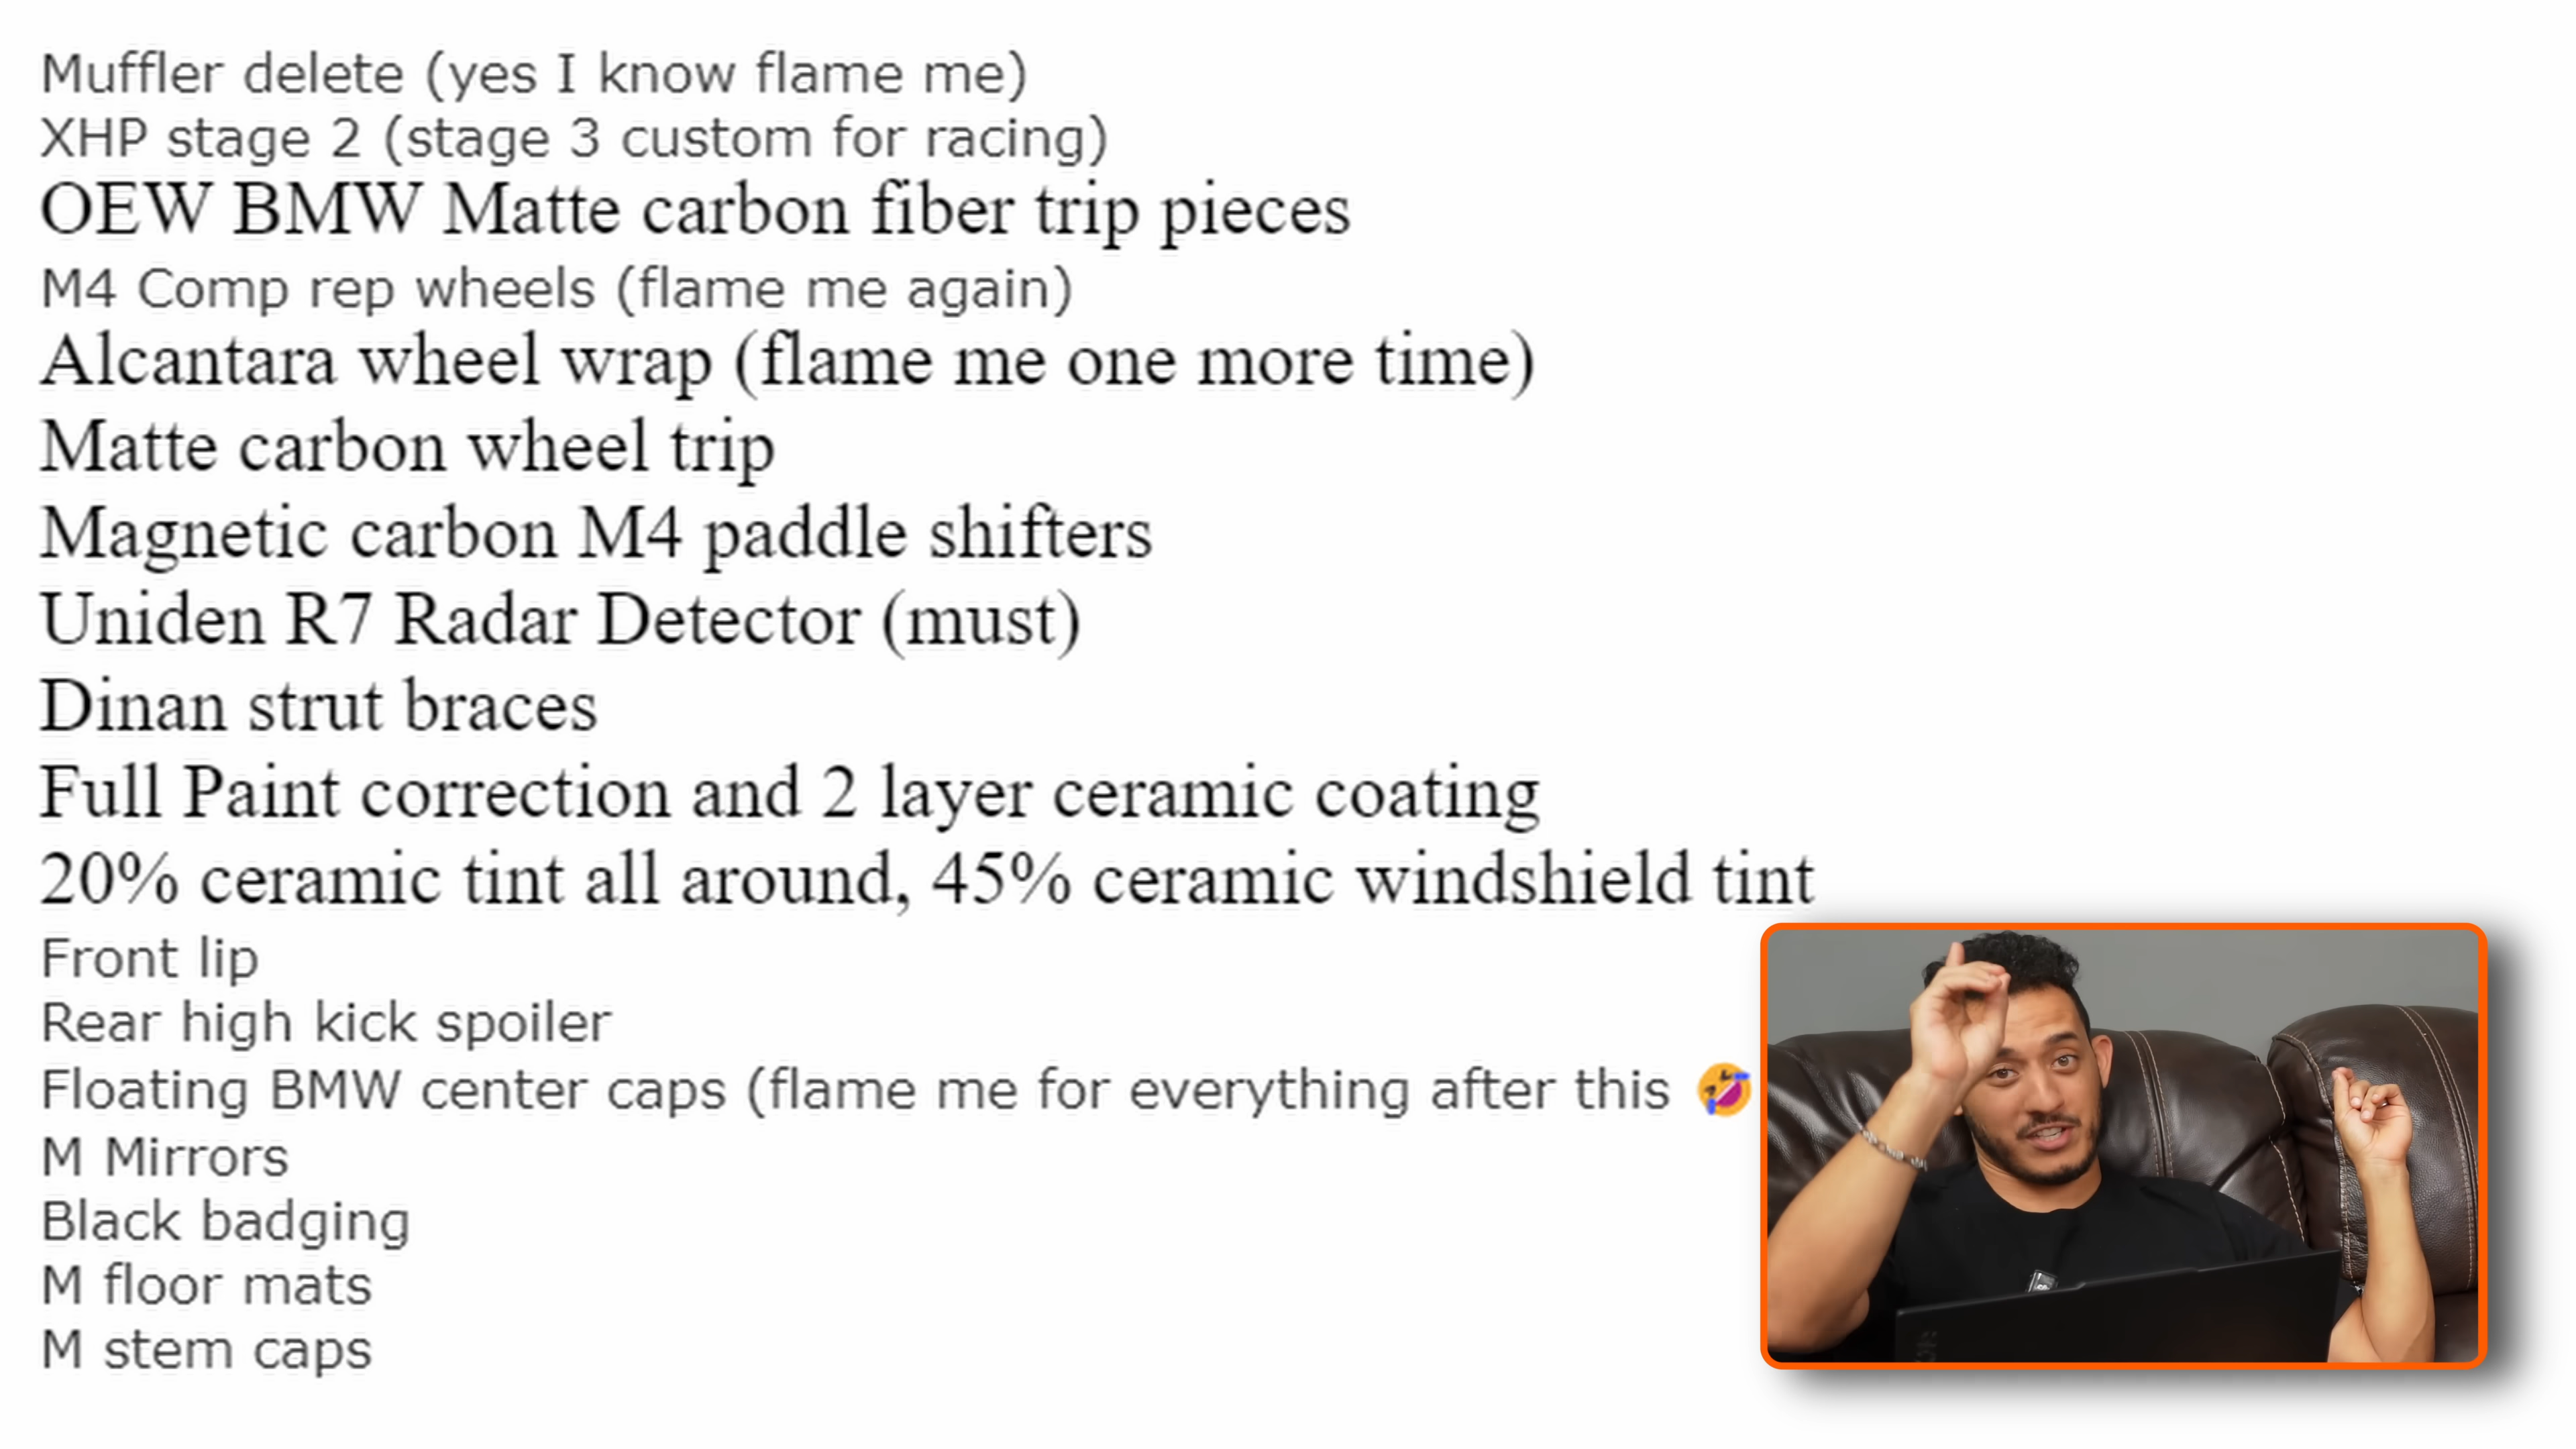 Muffler delete (yes I know flame me)
XHP stage 2 (stage 3 custom for racing)
OEW BMW Matte carbon fiber trip pieces
M4 Comp rep wheels (flame me again)
Alcantara wheel wrap (flame me one more time)
Matte carbon wheel trip
Magnetic carbon M4 paddle shifters
Uniden R7 Radar Detector (must)
Dinan strut braces
Full Paint correction and 2 layer ceramic coating
20% ceramic tint all around, 45% ceramic windshield tint
Front lip
Rear high kick spoiler
Floating BMW center caps (flame me for everything after this 🤣
M Mirrors
Black badging
M floor mats
M stem caps